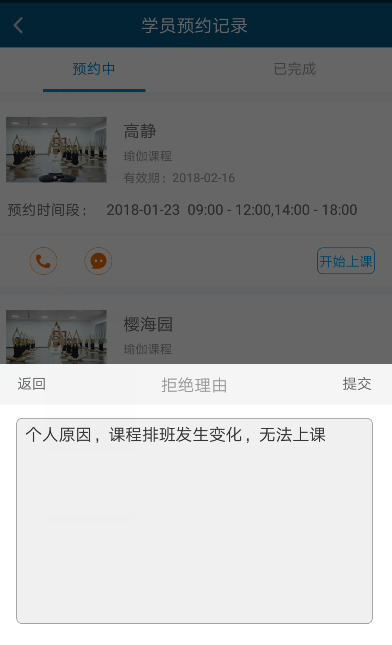 学员预约记录
预约中
已完成
高静
瑜伽课程
有效期：2018-02-16
预约时间段： 2018-01-23 09:00 - 12:00,14:00 - 18:00
开始上课
樱海园
瑜伽课程
返回
拒绝理由
提交
个人原因，课程排班发生变化，无法上课